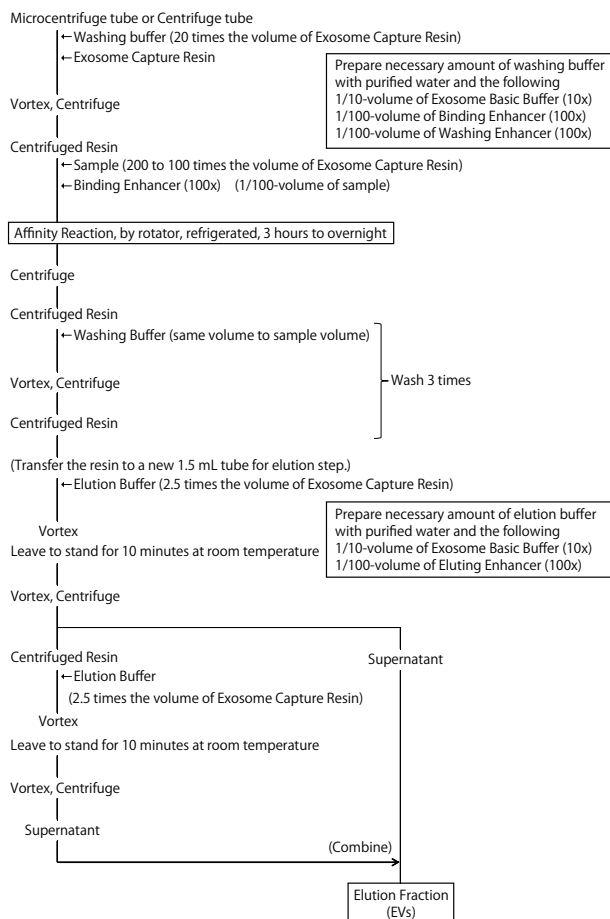 Microcentrifuge tube or Centrifuge tube
←Washing buffer (20 times the volume of Exosome Capture Resin)
←Exosome Capture Resin
Prepare necessary amount of washing buffer
with purified water and the following
1/10-volume of Exosome Basic Buffer (10x)
1/100-volume of Binding Enhancer (100x)
1/100-volume of Washing Enhancer (100x)
Vortex, Centrifuge
Centrifuged Resin
←Sample (200 to 100 times the volume of Exosome Capture Resin)
←Binding Enhancer (100x) (1/100-volume of sample)
Affinity Reaction, by rotator, refrigerated, 3 hours to overnight
Centrifuge
Centrifuged Resin
←Washing Buffer (same volume to sample volume)
Vortex, Centrifuge
Wash 3 times
Centrifuged Resin
(Transfer the resin to a new 1.5 mL tube for elution step.)
←Elution Buffer (2.5 times the volume of Exosome Capture Resin)
Prepare necessary amount of elution buffer
with purified water and the following
1/10-volume of Exosome Basic Buffer (10x)
1/100-volume of Eluting Enhancer (100x)
Vortex
Leave to stand for 10 minutes at room temperature
Vortex, Centrifuge
Centrifuged Resin
Supernatant
←Elution Buffer
(2.5 times the volume of Exosome Capture Resin)
Vortex
Leave to stand for 10 minutes at room temperature
Vortex, Centrifuge
Supernatant
(Combine)
Elution Fraction
(EVs)